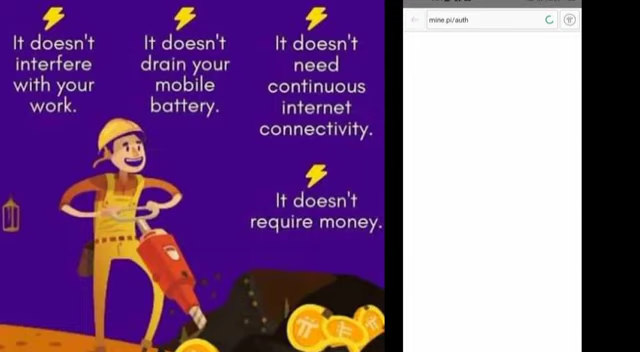 It doesn't
interfere
with your
work.
It doesn't
drain your
mobile
battery.
It doesn't
need
continuous
internet
connectivity.
It doesn't
require money.
mine.pi/auth